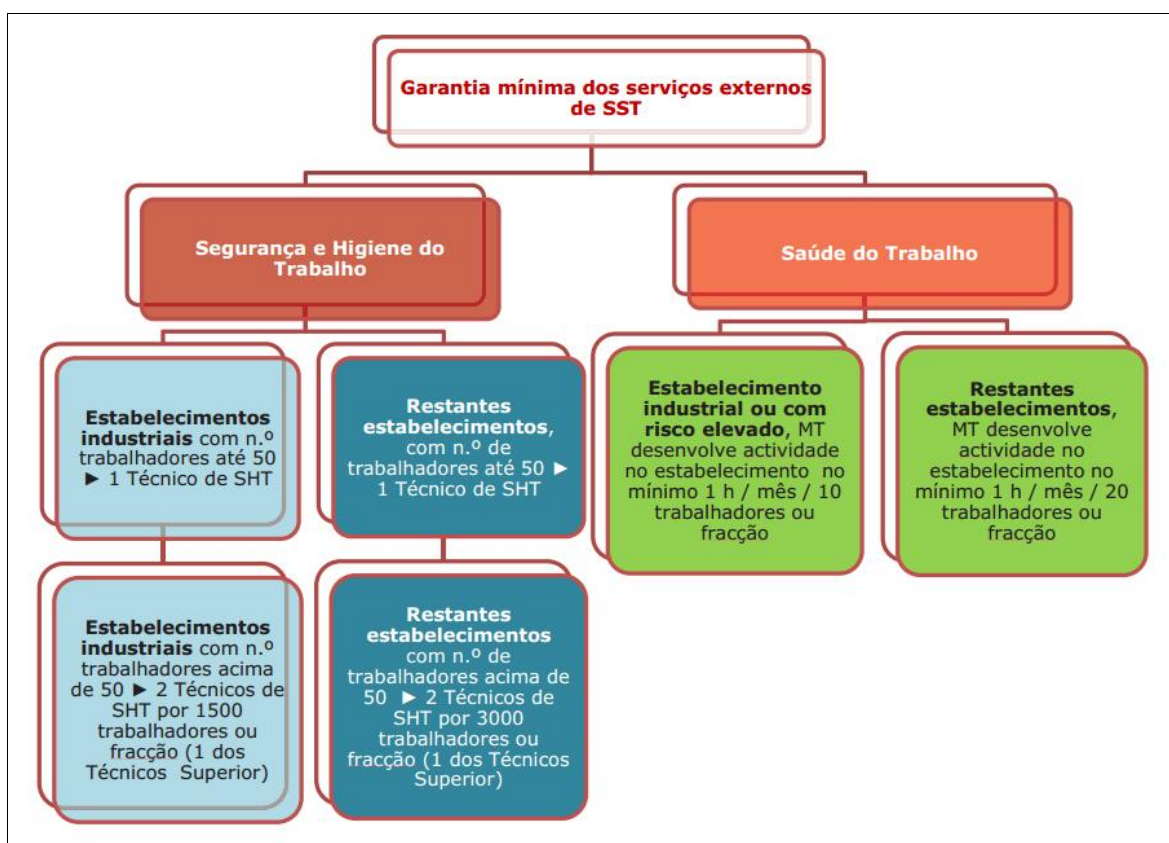 Garantia mínima dos serviços externos
de SST
Segurança e Higiene do
Trabalho
Saúde do Trabalho
Estabelecimentos
industriais com n.º
trabalhadores até 50
► 1 Técnico de SHT
Restantes
estabelecimentos,
com n.º de
trabalhadores até 50 ►
1 Técnico de SHT
Estabelecimento
industrial ou com
risco elevado, MT
desenvolve actividade
no estabelecimento no
mínimo 1 h / mês / 10
trabalhadores ou
fracção
Restantes
estabelecimentos,
MT desenvolve
actividade no
estabelecimento no
mínimo 1 h / mês / 20
trabalhadores ou
fracção
Estabelecimentos
industriais com n.º
trabalhadores acima
de 50 ► 2 Técnicos de
SHT por 1500
trabalhadores ou
fracção (1 dos
Técnicos Superior)
Restantes
estabelecimentos
com n.º de
trabalhadores acima de
50 ► 2 Técnicos de
SHT por 3000
trabalhadores ou
fracção (1 dos Técnicos
Superior)